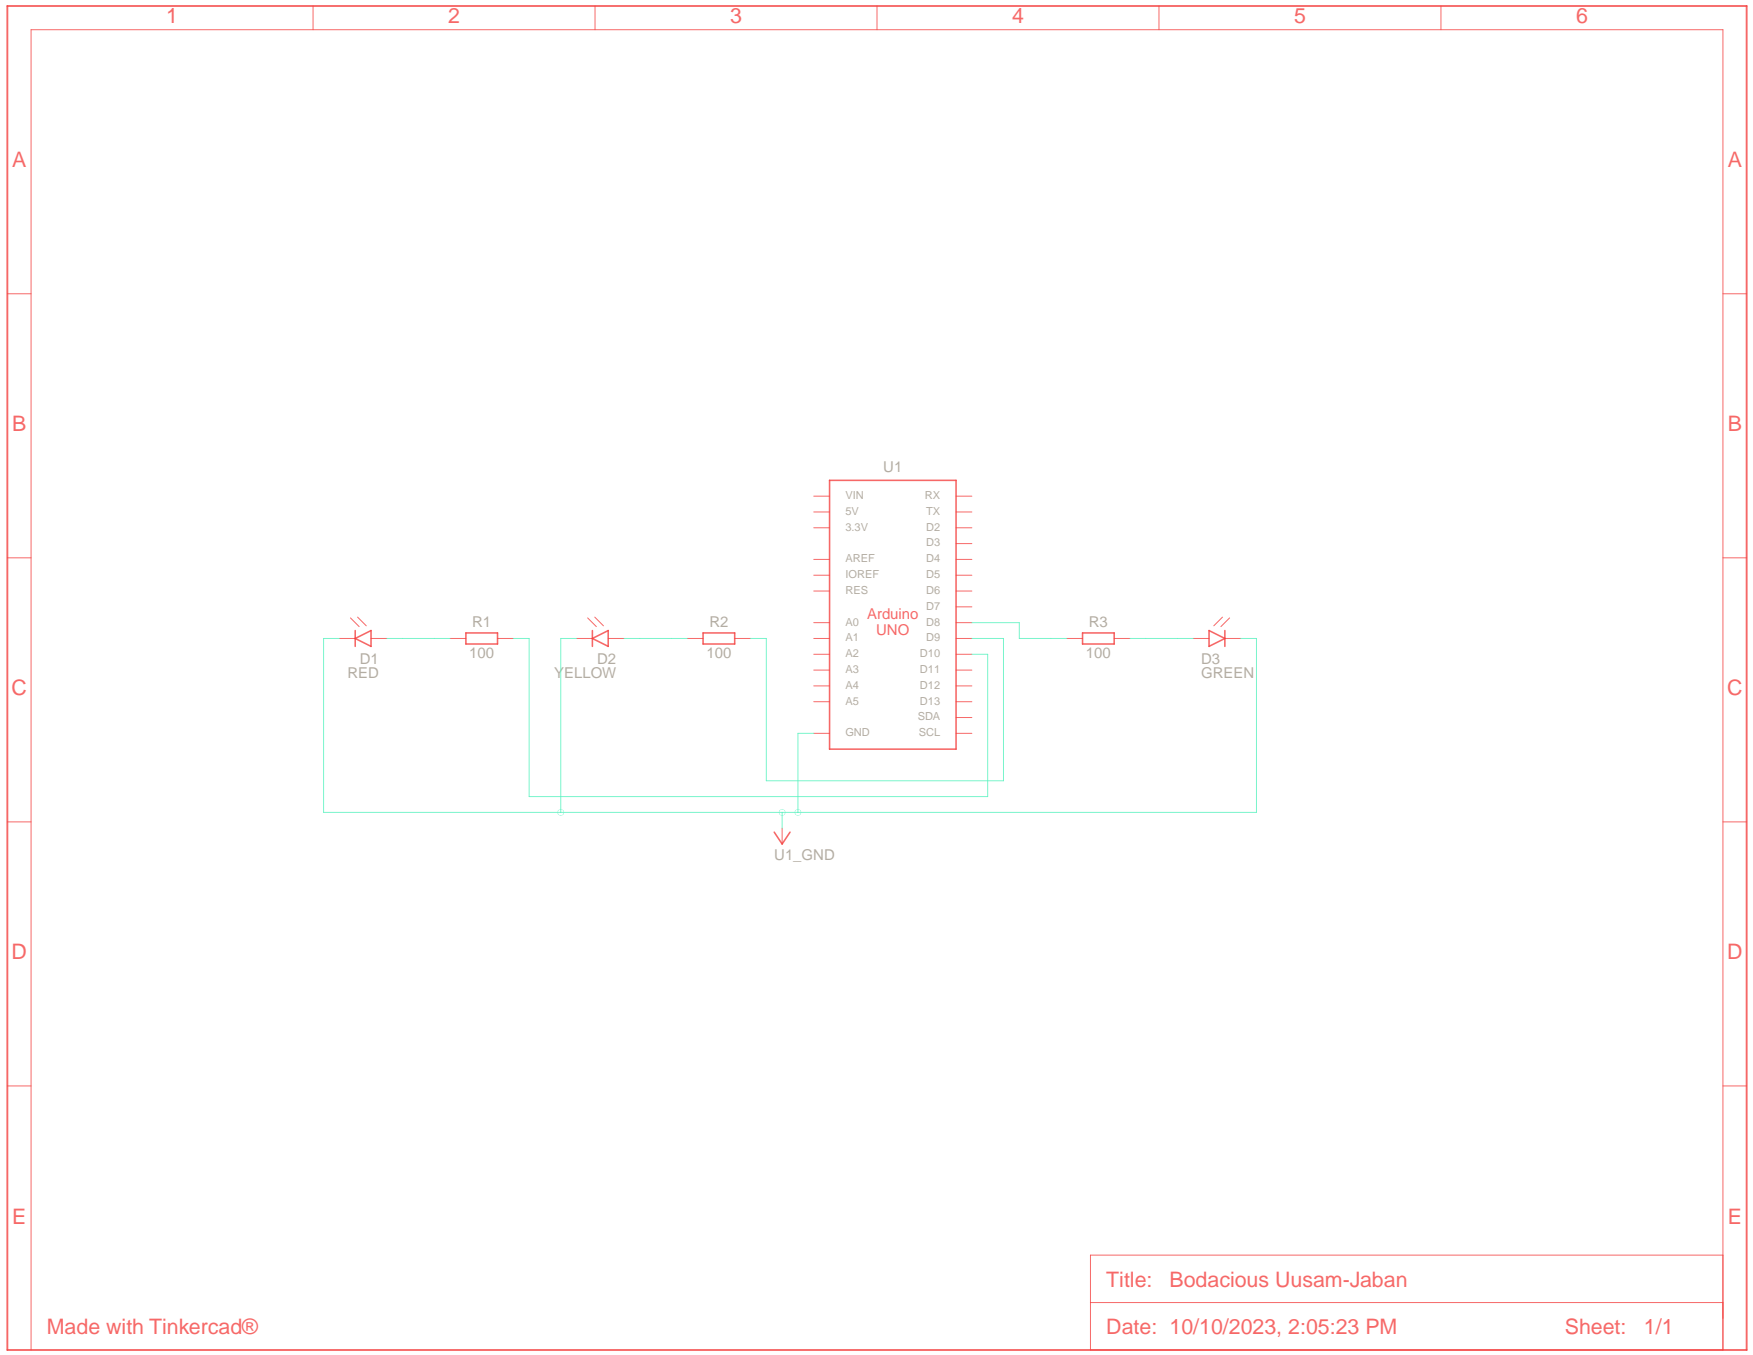 1 2 3 4 5 6
A A
B B
U1
VIN RX
5V TX
3.3V D2
D3
AREF D4
IOREF D5
RES D6
D7
Arduino
UNO
A0 D8
A1 D9
A2 D10
A3 D11
A4 D12
A5 D13
SDA
GND SCL
R1
100
D1
RED
R2
100
D2
YELLOW
R3
100
D3
GREEN
C C
U1_GND
D D
E E
Title: Bodacious Uusam-Jaban
Date: 10/10/2023, 2:05:23 PM Sheet: 1/1
Made with Tinkercad®